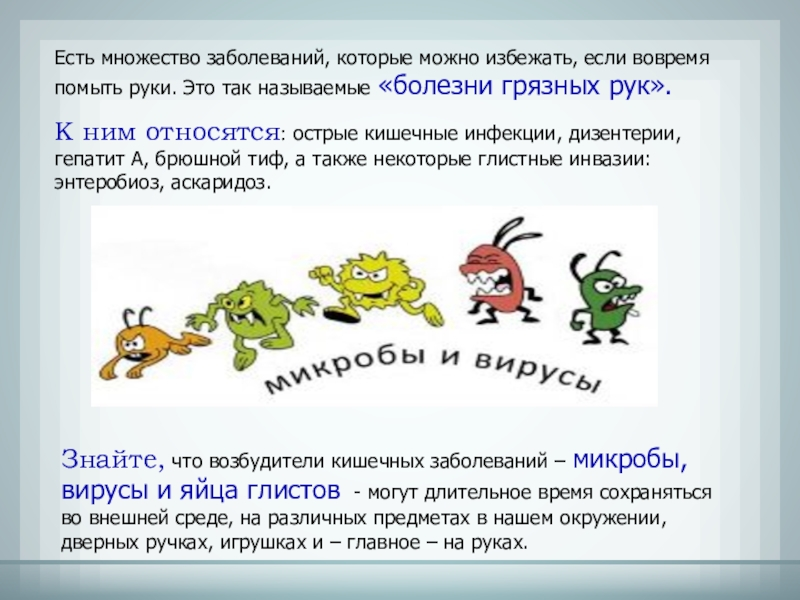 Есть множество заболеваний, которые можно избежать, если вовремя
помыть руки. Это так называемые «болезни грязных рук».
К ним относятся: острые кишечные инфекции, дизентерии,
гепатит А, брюшной тиф, а также некоторые глистные инвазии:
энтеробиоз, аскаридоз.
микробы и вирусы
Знайте, что возбудители кишечных заболеваний – микробы,
вирусы и яйца глистов - могут длительное время сохраняться
во внешней среде, на различных предметах в нашем окружении,
дверных ручках, игрушках и – главное – на руках.